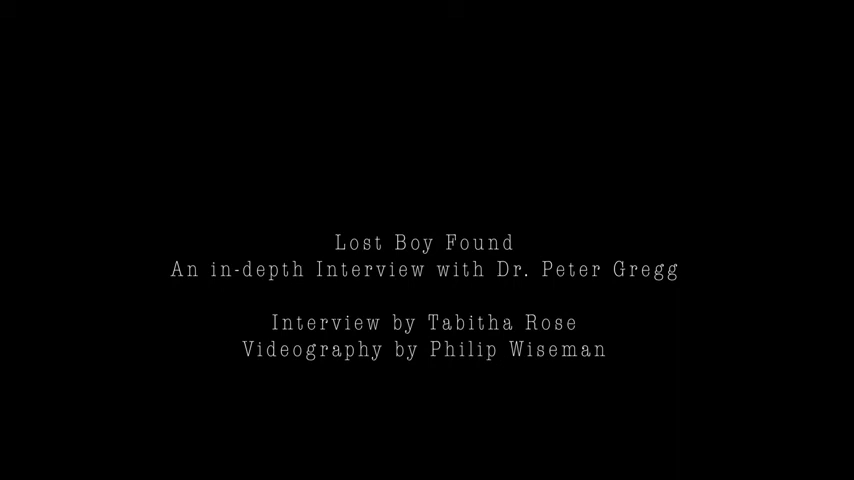 Lost Boy Found
An in-depth Interview with Dr. Peter Gregg
Interview by Tabitha Rose
Videography by Philip Wiseman